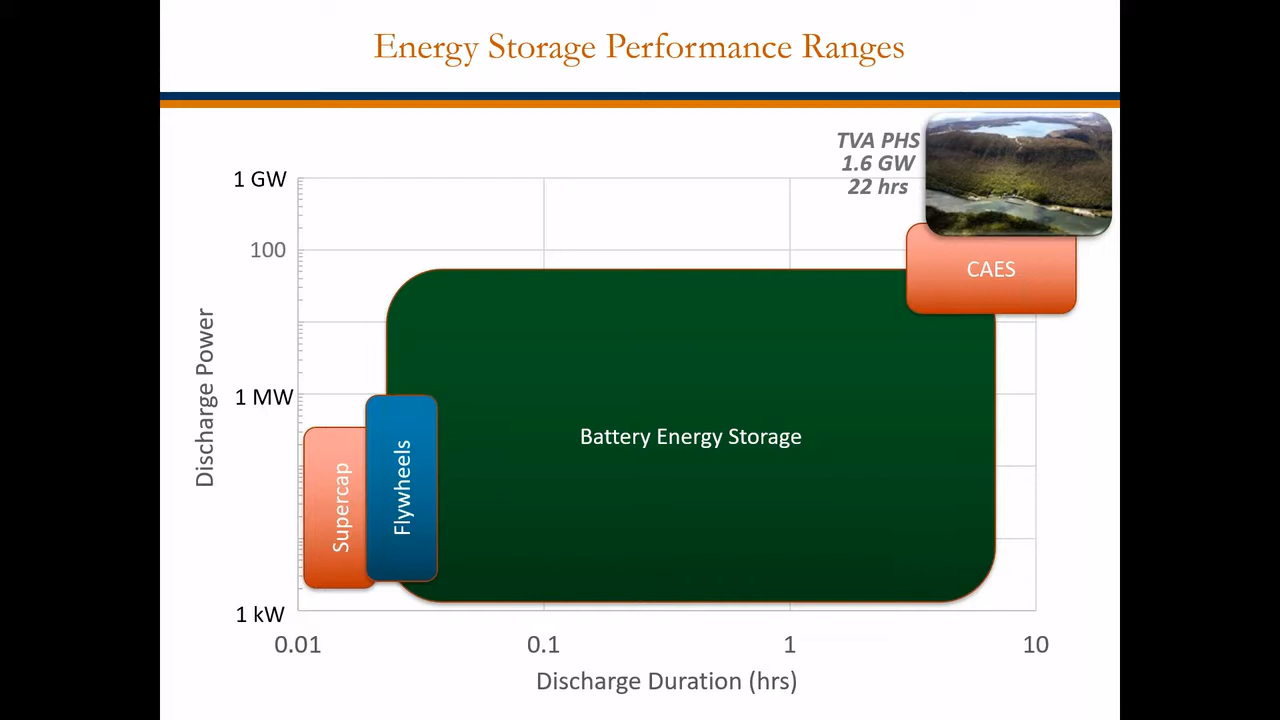 Energy Storage Performance Ranges
TVA PHS
1.6 GW
22 hrs
1 GW
100
CAES
Discharge Power
1 MW
Battery Energy Storage
Supercap
Flywheels
1 kW
0.01
0.1
1
10
Discharge Duration (hrs)